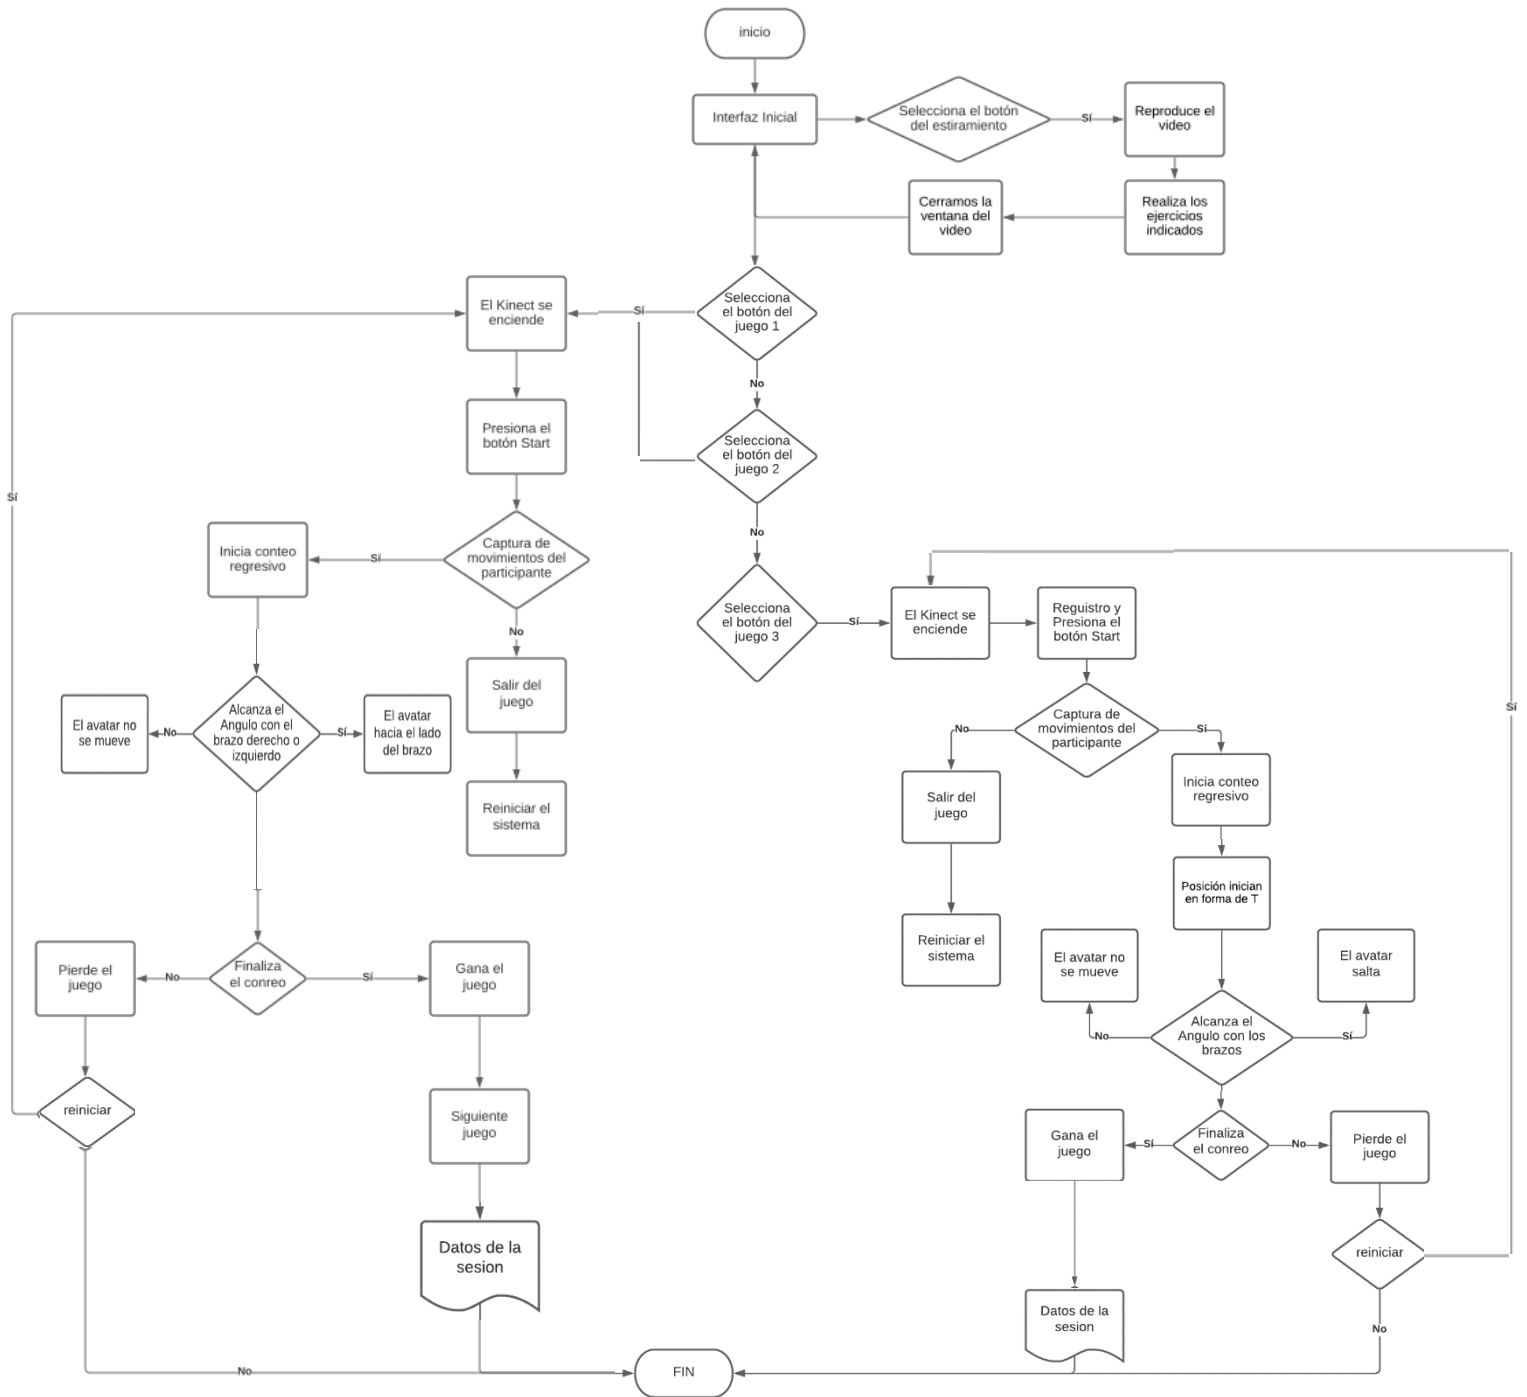 inicio
Interfaz Inicial
Selecciona el botón
del estiramiento
Sí
Reproduce el
video
Cerramos la
ventana del
video
Realiza los
ejercicios
indicados
El Kinect se
enciende
Sí
Selecciona
el botón del
juego 1
No
Presiona el
botón Start
Selecciona
el botón del
juego 2
Sí
No
Inicia conteo
regresivo
Sí
Captura de
movimientos del
participante
No
Selecciona
el botón del
juego 3
Sí
El Kinect se
enciende
Reguistro y
Presiona el
botón Start
Salir del
juego
El avatar no
se mueve
No
Alcanza el
Angulo con el
brazo derecho o
izquierdo
Sí
El avatar
hacia el lado
del brazo
Reiniciar el
sistema
No
Captura de
movimientos del
participante
Sí
Sí
Salir del
juego
Inicia conteo
regresivo
Posición inician
en forma de T
Reiniciar el
sistema
El avatar no
se mueve
El avatar
salta
Pierde el
juego
No
Finaliza
el conreo
Sí
Gana el
juego
No
Alcanza el
Angulo con los
brazos
Sí
reiniciar
Siguiente
juego
Gana el
juego
Sí
Finaliza
el conreo
No
Pierde el
juego
Datos de la
sesion
reiniciar
Datos de la
sesion
No
No
FIN